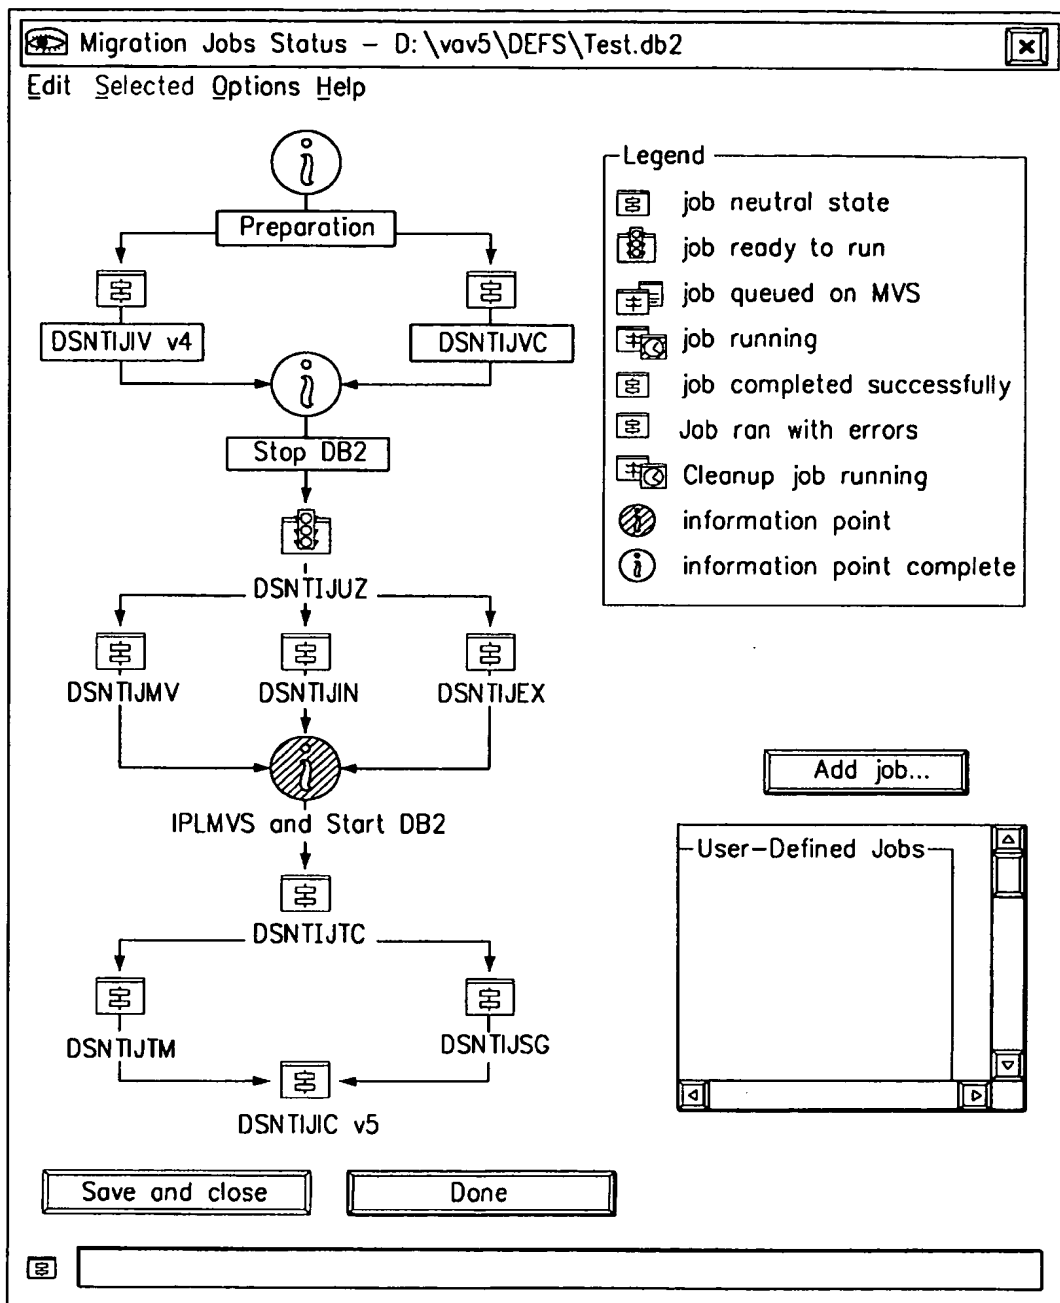 Migration Jobs Status – D:\vav5\DEFS\Test.db2
Edit Selected Options Help
Preparation
DSNTIJIV v4
DSNTIJVC
Stop DB2
DSNTIJUZ
DSNTIJMV
DSNTIJIN
DSNTIJEX
IPLMVS and Start DB2
DSNTIJTC
DSNTIJTM
DSNTIJSG
DSNTIJIC v5
Legend
job neutral state
job ready to run
job queued on MVS
job running
job completed successfully
Job ran with errors
Cleanup job running
information point
information point complete
Add job...
User–Defined Jobs
Save and close
Done